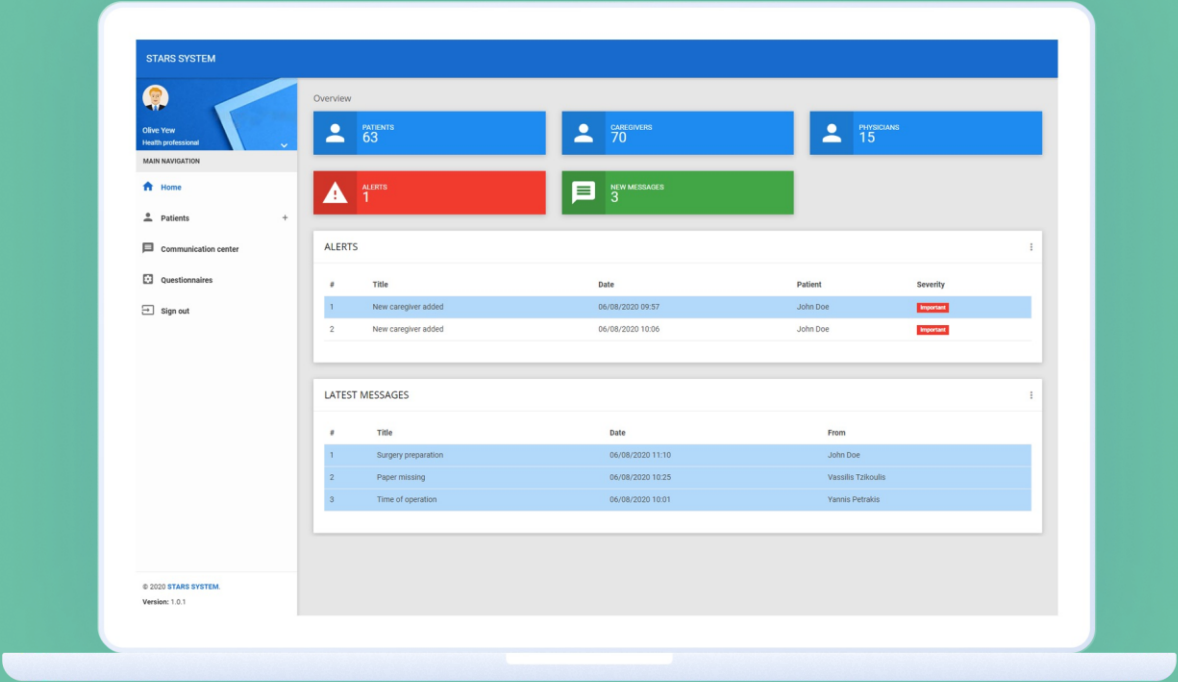 STARS SYSTEM
Olive Yew
Health professional
MAIN NAVIGATION
Home
Patients +
Communication center
Questionnaires
Sign out
© 2020 STARS SYSTEM.
Version: 1.0.1
Overview
PATIENTS
63
CAREGIVERS
70
PHYSICIANS
15
ALERTS
1
NEW MESSAGES
3
ALERTS
# Title Date Patient Severity
1 New caregiver added 06/08/2020 09:57 John Doe Important
2 New caregiver added 06/08/2020 10:06 John Doe Important
LATEST MESSAGES
# Title Date From
1 Surgery preparation 06/08/2020 11:10 John Doe
2 Paper missing 06/08/2020 10:25 Vassilis Tzikoulis
3 Time of operation 06/08/2020 10:01 Yannis Petrakis